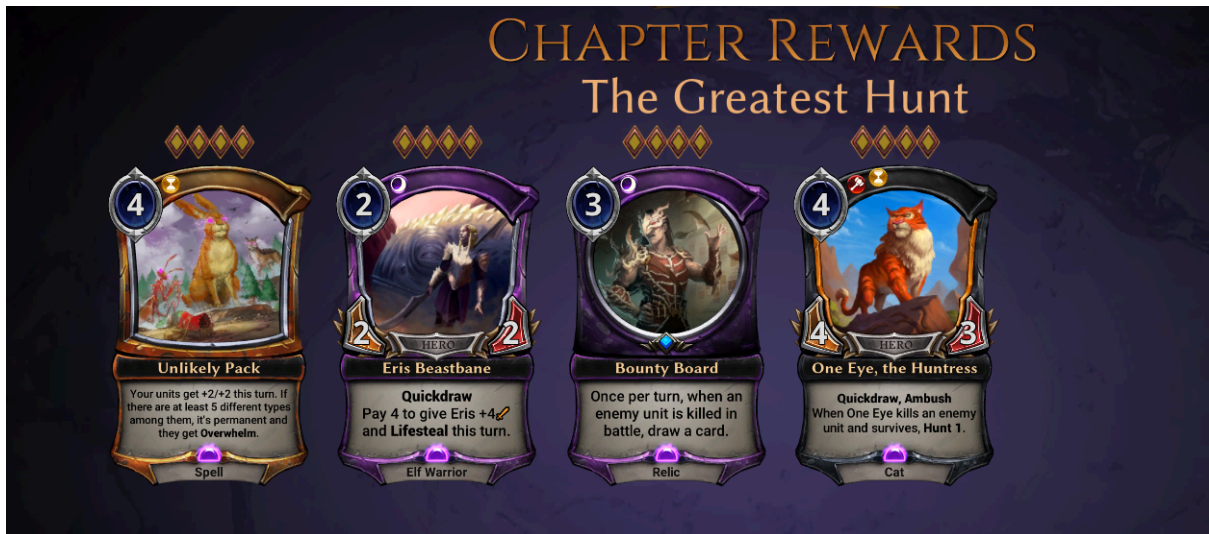 CHAPTER REWARDS
The Greatest Hunt
4
Unlikely Pack
Your units get +2/+2 this turn. If
there are at least 5 different types
among them, it's permanent and
they get Overwhelm.
Spell
2
2
HERO
2
Eris Beastbane
Quickdraw
Pay 4 to give Eris +4
and Lifesteal this turn.
Elf Warrior
3
Bounty Board
Once per turn, when an
enemy unit is killed in
battle, draw a card.
Relic
4
4
HERO
3
One Eye, the Huntress
Quickdraw, Ambush
When One Eye kills an enemy
unit and survives, Hunt 1.
Cat